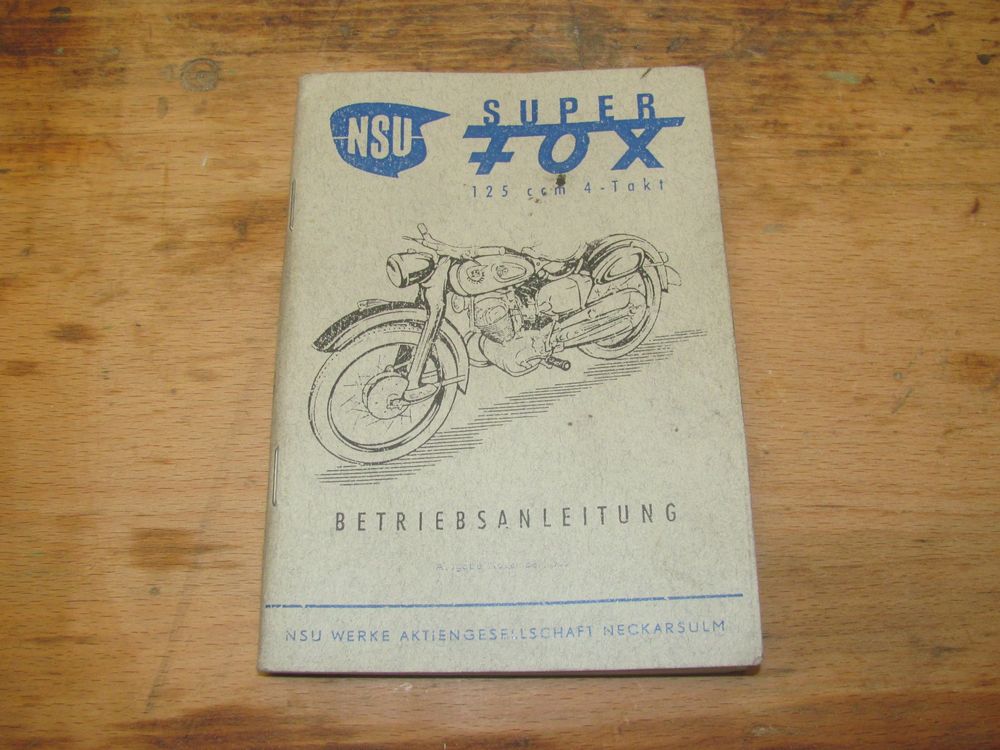 NSU
SUPER
FOX
125 ccm 4-Takt
BETRIEBSANLEITUNG
NSU WERKE AKTIENGESELLSCHAFT NECKARSULM